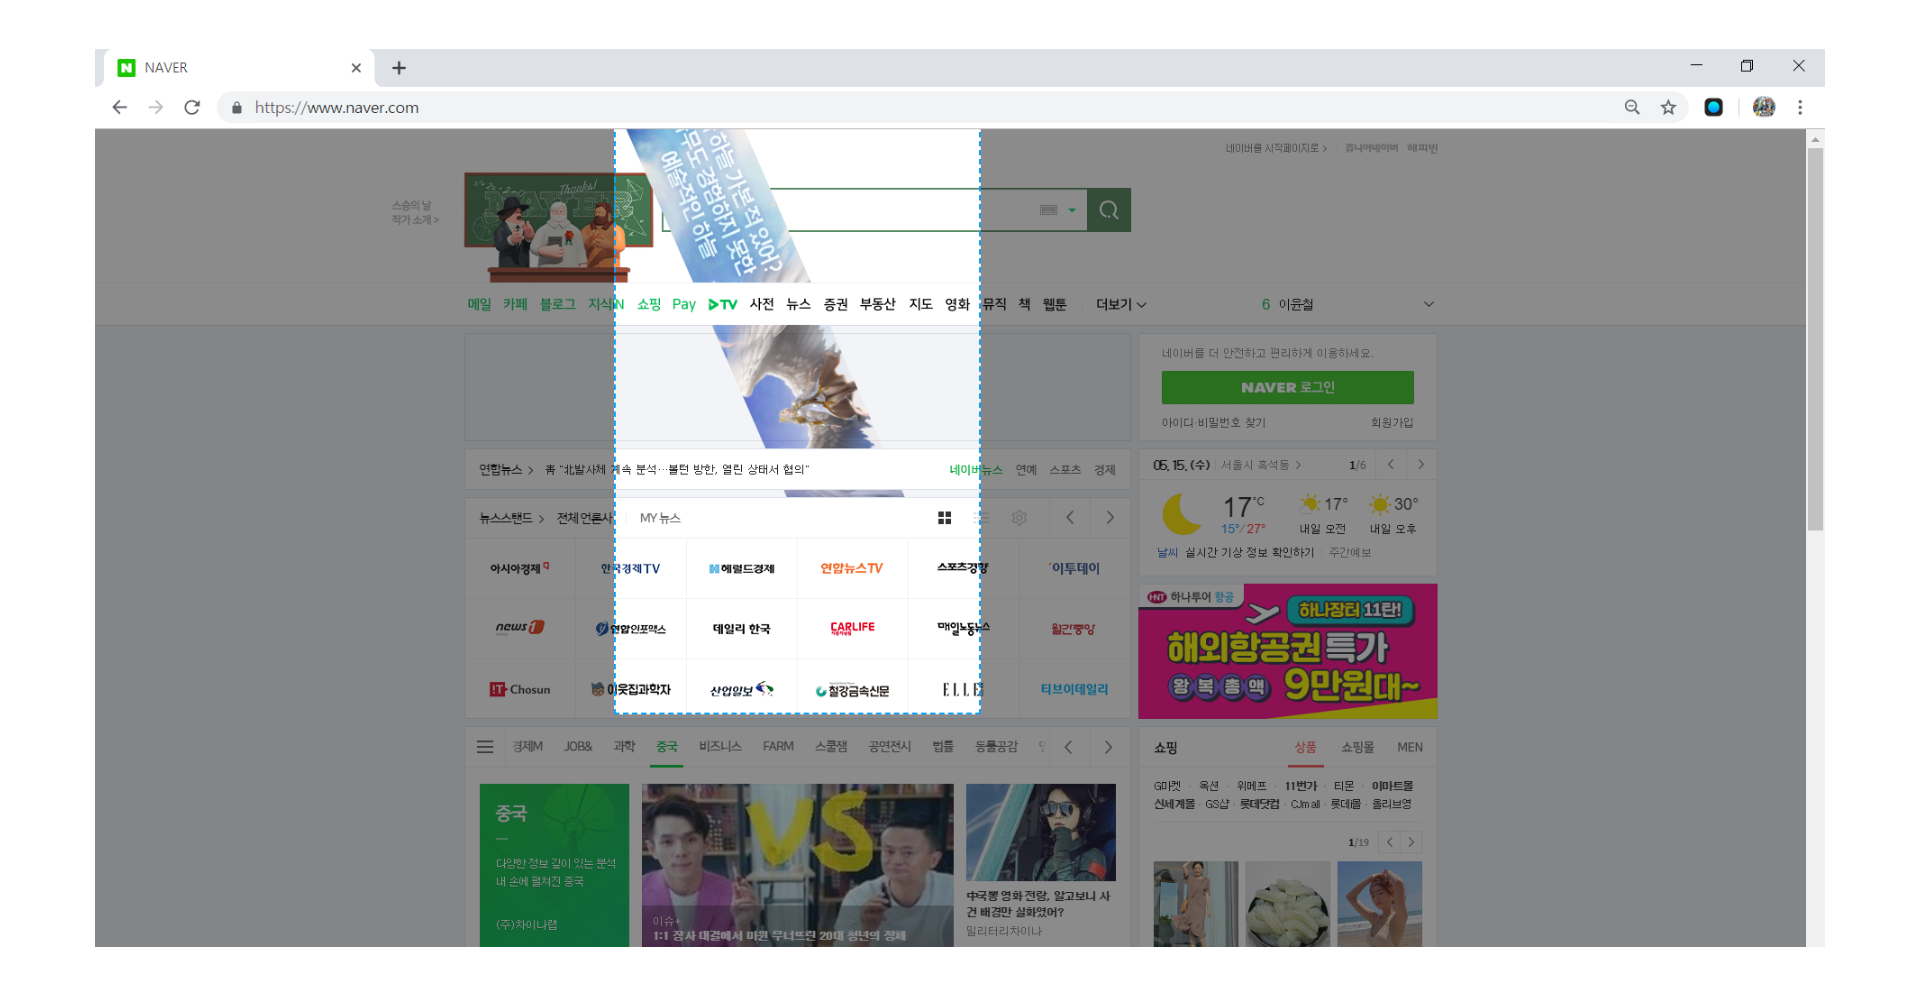 NAVER
https://www.naver.com
네이버를 시작페이지로 > 쥬니어네이버 해피빈
스승의 날
작가 소개 >
Thanks!
하늘 가본 적 있어?
무도 경험하지 못한
예술적인 하늘
메일 카페 블로그 지식iN 쇼핑 Pay ▶TV 사전 뉴스 증권 부동산 지도 영화 뮤직 책 웹툰 더보기
6 이윤철
네이버를 더 안전하고 편리하게 이용하세요.
NAVER 로그인
아이디·비밀번호 찾기 회원가입
연합뉴스 > 靑 "北발사체 계속 분석…볼턴 방한, 열린 상태서 협의"
네이버뉴스 연예 스포츠 경제
05. 15. (수) 서울시 흑석동 > 1/6
뉴스스탠드 > 전체언론사 MY 뉴스
17°C 17° 30°
15°/27° 내일 오전 내일 오후
날씨 실시간 기상 정보 확인하기 주간예보
아시아경제 한국경제TV 헤럴드경제 연합뉴스TV 스포츠경향 이투데이
news1 연합인포맥스 데일리 한국 CARLIFE 매일노동뉴스 월간중앙
IT Chosun 이웃집과학자 산업일보 철강금속신문 ELLE 티브이데일리
HNT 하나투어 항공
하나장터 11탄!
해외항공권 특가
왕복총액 9만원대~
경제M JOB& 과학 중국 비즈니스 FARM 스쿨잼 공연전시 법률 동물공감
쇼핑 상품 쇼핑몰 MEN
G마켓 · 옥션 · 위메프 · 11번가 · 티몬 · 이마트몰
신세계몰 · GS샵 · 롯데닷컴 · CJmall · 롯데몰 · 올리브영
1/19
중국
다양한 정보 깊이 있는 분석
내 손에 펼쳐진 중국
(주)차이나랩
VS
이슈+
1:1 장사 대결에서 마윈 무너뜨린 20대 청년의 정체
中국뽕 영화 전랑, 알고보니 사
건 배경만 실화였어?
밀리터리차이나